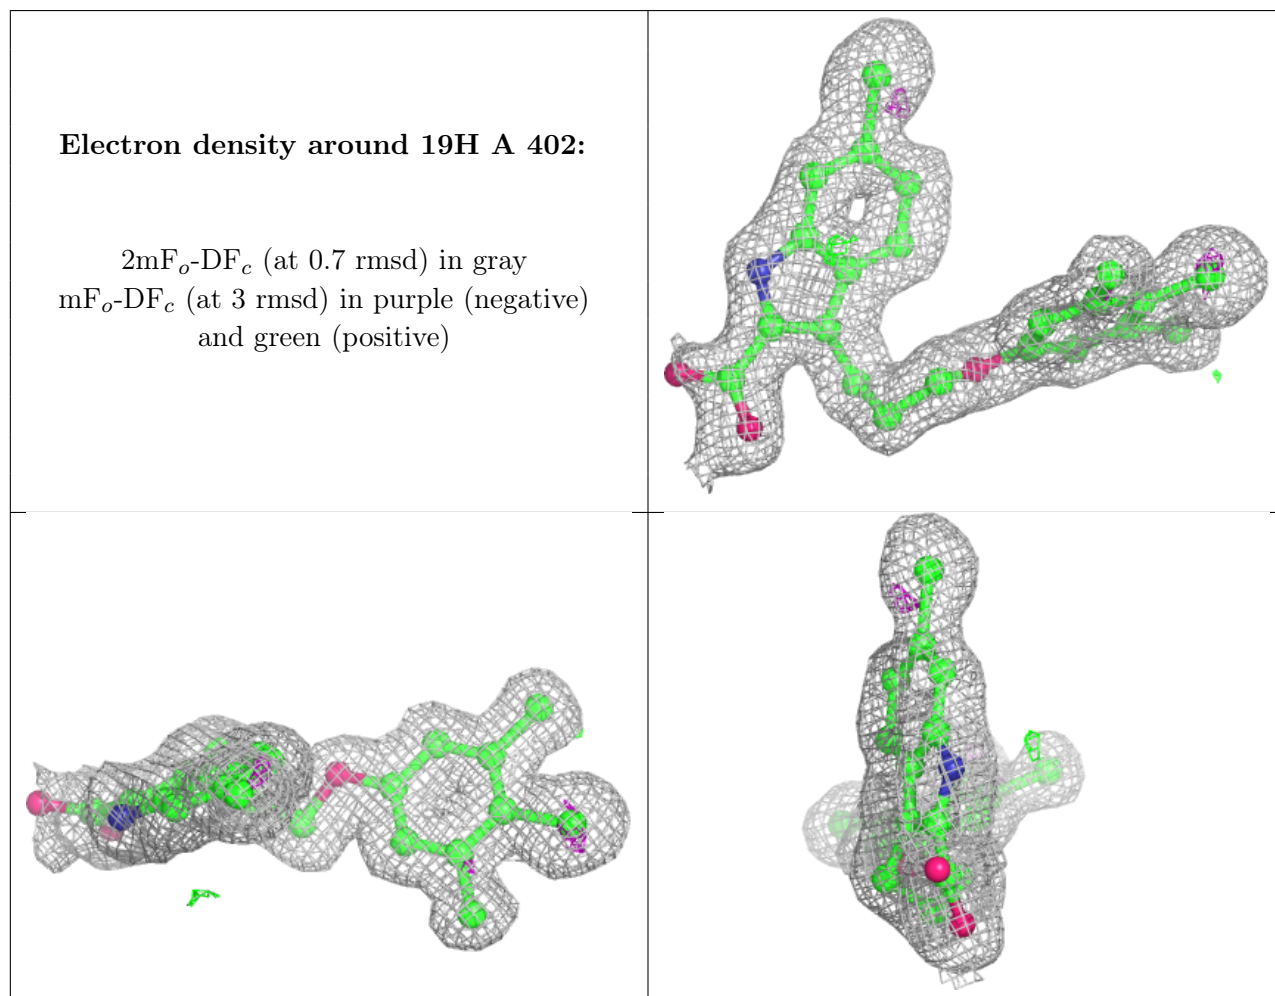 Electron density around 19H A 402:
2mFo-DFc (at 0.7 rmsd) in gray
mFo-DFc (at 3 rmsd) in purple (negative)
and green (positive)